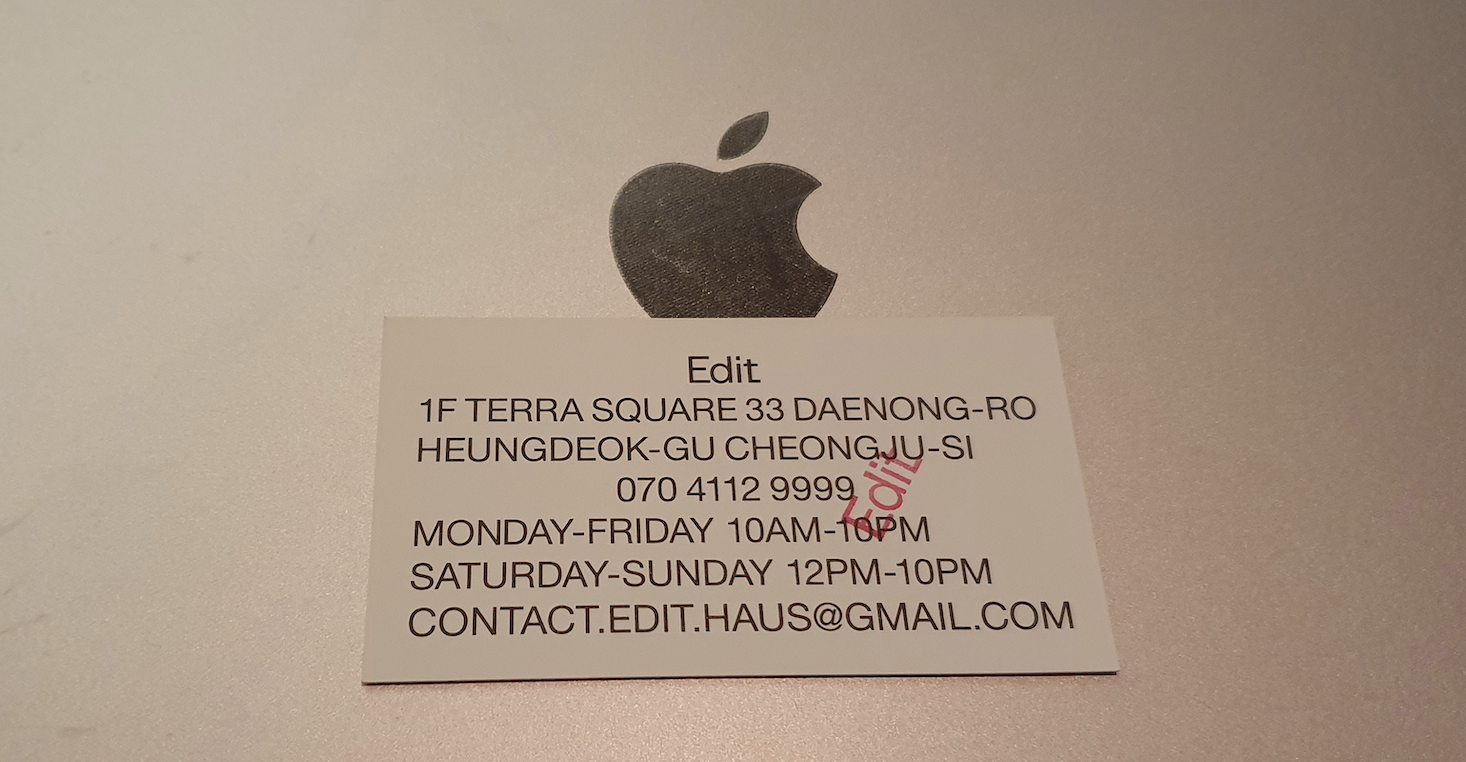 Edit
1F TERRA SQUARE 33 DAENONG-RO
HEUNGDEOK-GU CHEONGJU-SI
070 4112 9999
Edit
MONDAY-FRIDAY 10AM-10PM
SATURDAY-SUNDAY 12PM-10PM
CONTACT.EDIT.HAUS@GMAIL.COM